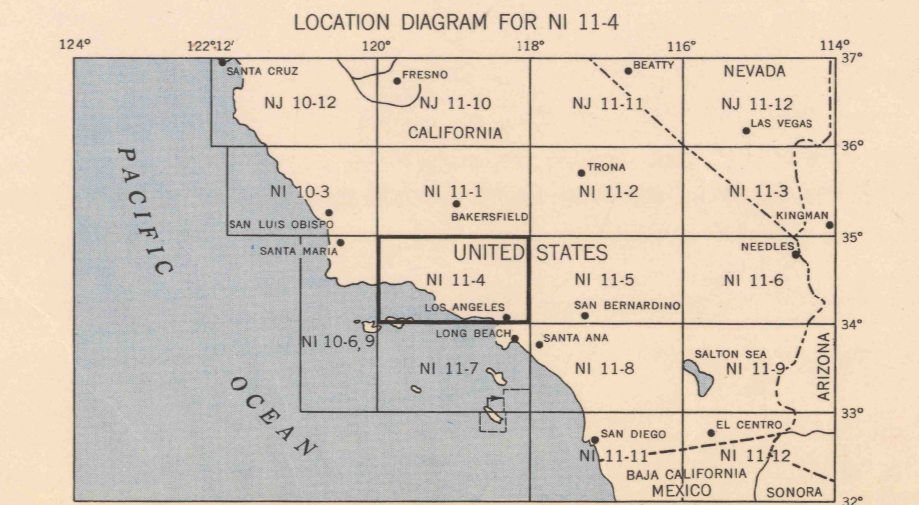 LOCATION DIAGRAM FOR NI 11-4
124° 122°12' 120° 118° 116° 114°
37°
SANTA CRUZ
FRESNO
BEATTY
NEVADA
NJ 10-12
NJ 11-10
NJ 11-11
NJ 11-12
LAS VEGAS
CALIFORNIA
36°
PACIFIC
TRONA
NI 10-3
NI 11-1
NI 11-2
NI 11-3
BAKERSFIELD
KINGMAN
SAN LUIS OBISPO
35°
SANTA MARIA
UNITED STATES
NEEDLES
NI 11-4
NI 11-5
NI 11-6
LOS ANGELES
SAN BERNARDINO
34°
LONG BEACH
SANTA ANA
NI 10-6, 9
SALTON SEA
NI 11-7
NI 11-8
NI 11-9
ARIZONA
OCEAN
33°
SAN DIEGO
EL CENTRO
NI 11-11
NI 11-12
BAJA CALIFORNIA
MEXICO
SONORA
32°